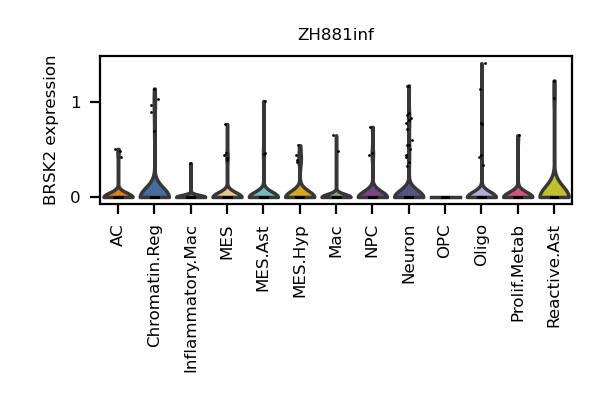 ZH881inf
BRSK2 expression
1
0
AC
Chromatin.Reg
Inflammatory.Mac
MES
MES.Ast
MES.Hyp
Mac
NPC
Neuron
OPC
Oligo
Prolif.Metab
Reactive.Ast